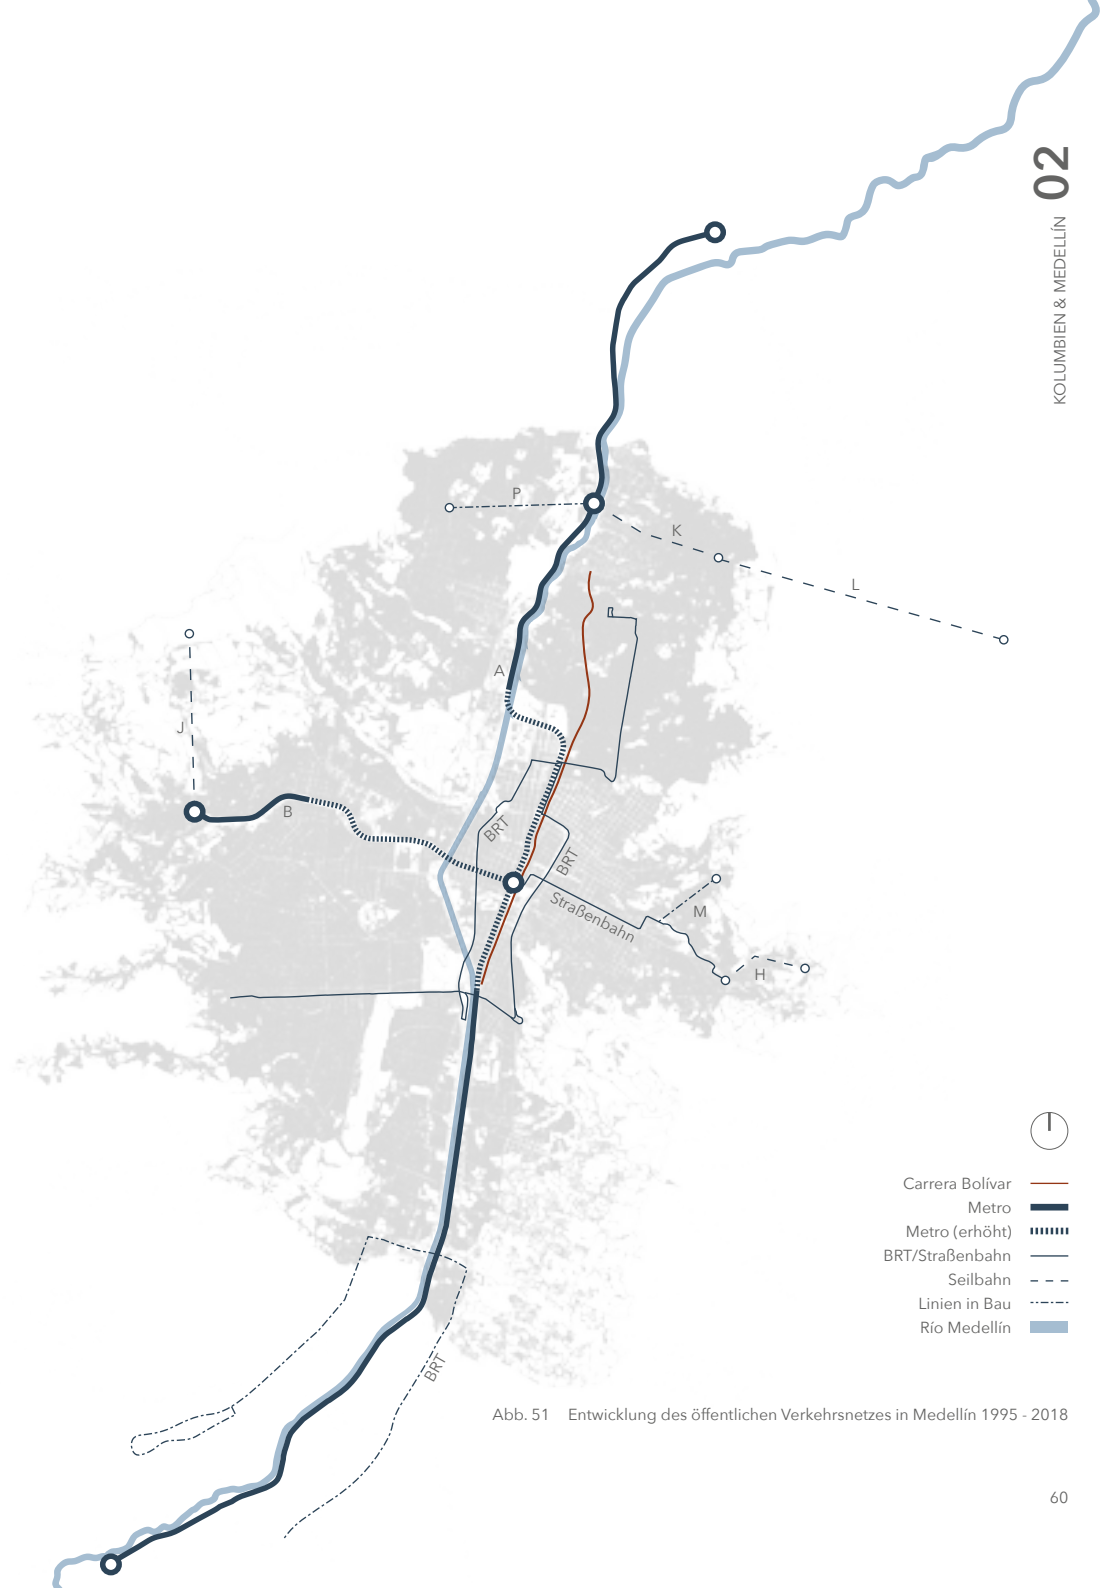 KOLUMBIEN & MEDELLÍN 02
P
K
L
A
J
B
BRT
BRT
Straßenbahn
M
H
BRT
Carrera Bolívar
Metro
Metro (erhöht)
BRT/Straßenbahn
Seilbahn
Linien in Bau
Río Medellín
Abb. 51 Entwicklung des öffentlichen Verkehrsnetzes in Medellín 1995 - 2018
60